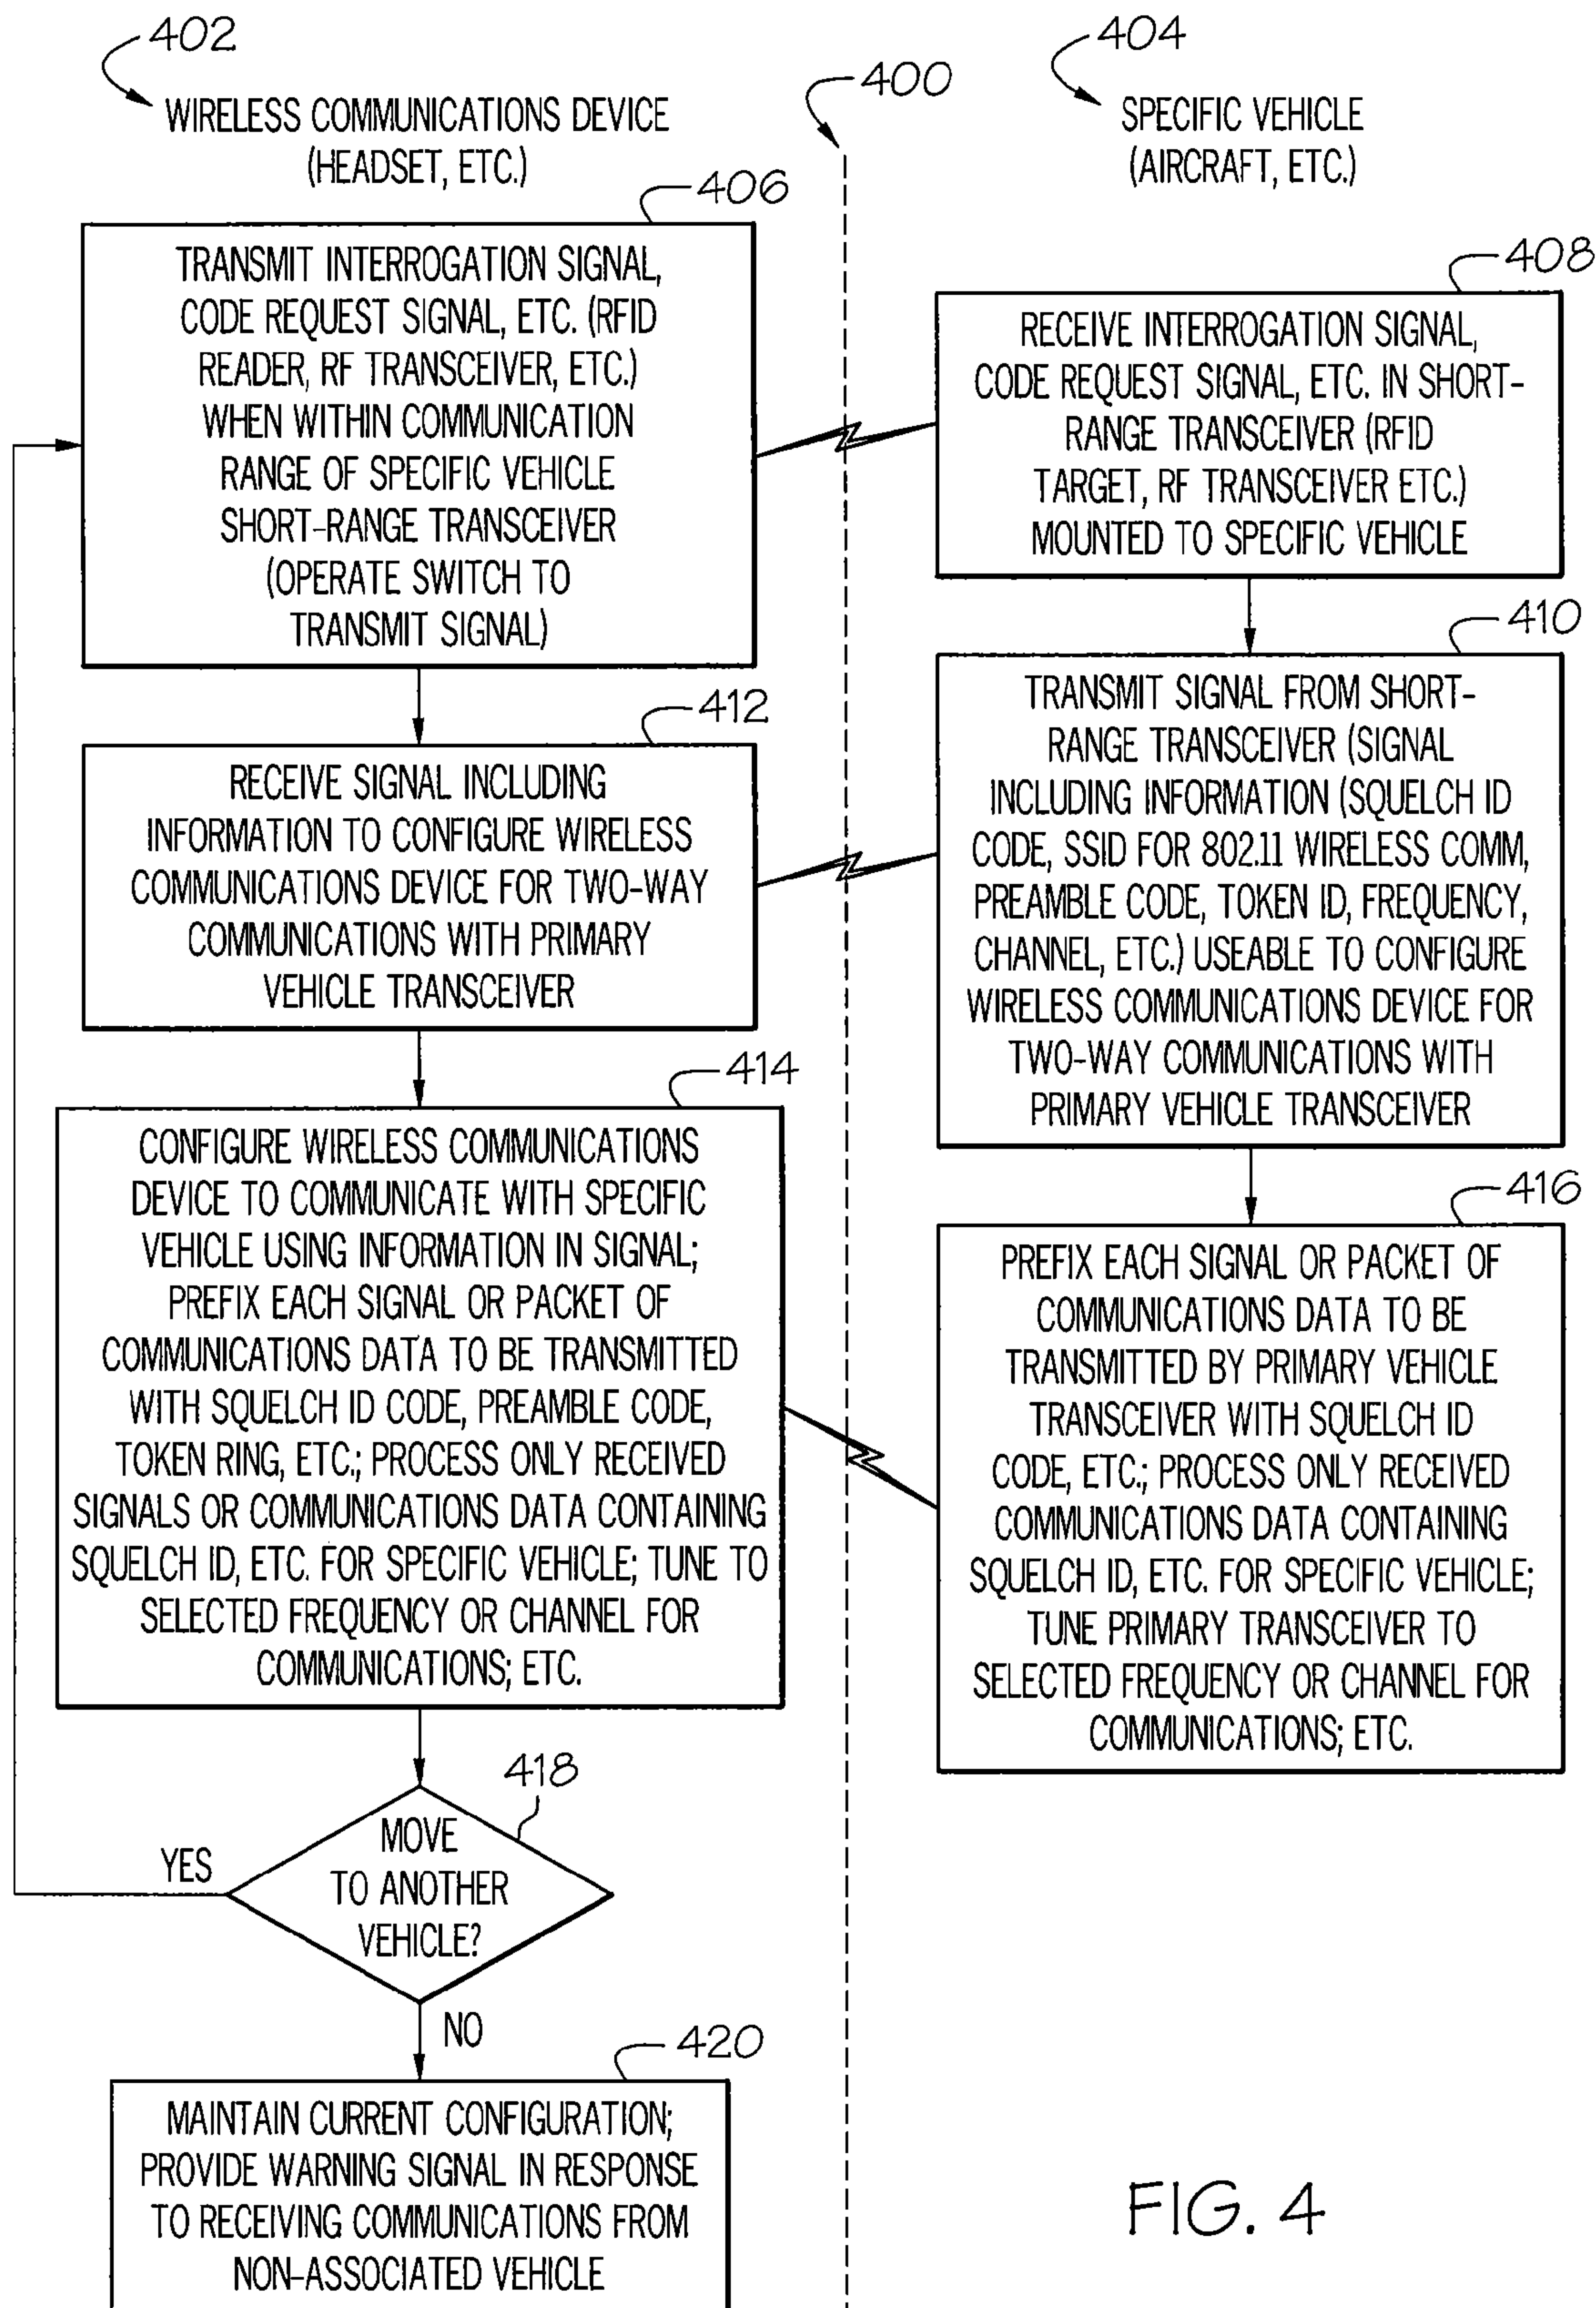 402
WIRELESS COMMUNICATIONS DEVICE
(HEADSET, ETC.)
400
404
SPECIFIC VEHICLE
(AIRCRAFT, ETC.)
406
TRANSMIT INTERROGATION SIGNAL,
CODE REQUEST SIGNAL, ETC. (RFID
READER, RF TRANSCEIVER, ETC.)
WHEN WITHIN COMMUNICATION
RANGE OF SPECIFIC VEHICLE
SHORT-RANGE TRANSCEIVER
(OPERATE SWITCH TO
TRANSMIT SIGNAL)
408
RECEIVE INTERROGATION SIGNAL,
CODE REQUEST SIGNAL, ETC. IN SHORT-
RANGE TRANSCEIVER (RFID
TARGET, RF TRANSCEIVER ETC.)
MOUNTED TO SPECIFIC VEHICLE
410
TRANSMIT SIGNAL FROM SHORT-
RANGE TRANSCEIVER (SIGNAL
INCLUDING INFORMATION (SQUELCH ID
CODE, SSID FOR 802.11 WIRELESS COMM,
PREAMBLE CODE, TOKEN ID, FREQUENCY,
CHANNEL, ETC.) USEABLE TO CONFIGURE
WIRELESS COMMUNICATIONS DEVICE FOR
TWO-WAY COMMUNICATIONS WITH
PRIMARY VEHICLE TRANSCEIVER
412
RECEIVE SIGNAL INCLUDING
INFORMATION TO CONFIGURE WIRELESS
COMMUNICATIONS DEVICE FOR TWO-WAY
COMMUNICATIONS WITH PRIMARY
VEHICLE TRANSCEIVER
414
CONFIGURE WIRELESS COMMUNICATIONS
DEVICE TO COMMUNICATE WITH SPECIFIC
VEHICLE USING INFORMATION IN SIGNAL;
PREFIX EACH SIGNAL OR PACKET OF
COMMUNICATIONS DATA TO BE TRANSMITTED
WITH SQUELCH ID CODE, PREAMBLE CODE,
TOKEN RING, ETC.; PROCESS ONLY RECEIVED
SIGNALS OR COMMUNICATIONS DATA CONTAINING
SQUELCH ID, ETC. FOR SPECIFIC VEHICLE; TUNE TO
SELECTED FREQUENCY OR CHANNEL FOR
COMMUNICATIONS; ETC.
416
PREFIX EACH SIGNAL OR PACKET OF
COMMUNICATIONS DATA TO BE
TRANSMITTED BY PRIMARY VEHICLE
TRANSCEIVER WITH SQUELCH ID
CODE, ETC.; PROCESS ONLY RECEIVED
COMMUNICATIONS DATA CONTAINING
SQUELCH ID, ETC. FOR SPECIFIC VEHICLE;
TUNE PRIMARY TRANSCEIVER TO
SELECTED FREQUENCY OR CHANNEL FOR
COMMUNICATIONS; ETC.
418
MOVE
TO ANOTHER
VEHICLE?
YES
NO
420
MAINTAIN CURRENT CONFIGURATION;
PROVIDE WARNING SIGNAL IN RESPONSE
TO RECEIVING COMMUNICATIONS FROM
NON-ASSOCIATED VEHICLE
FIG. 4